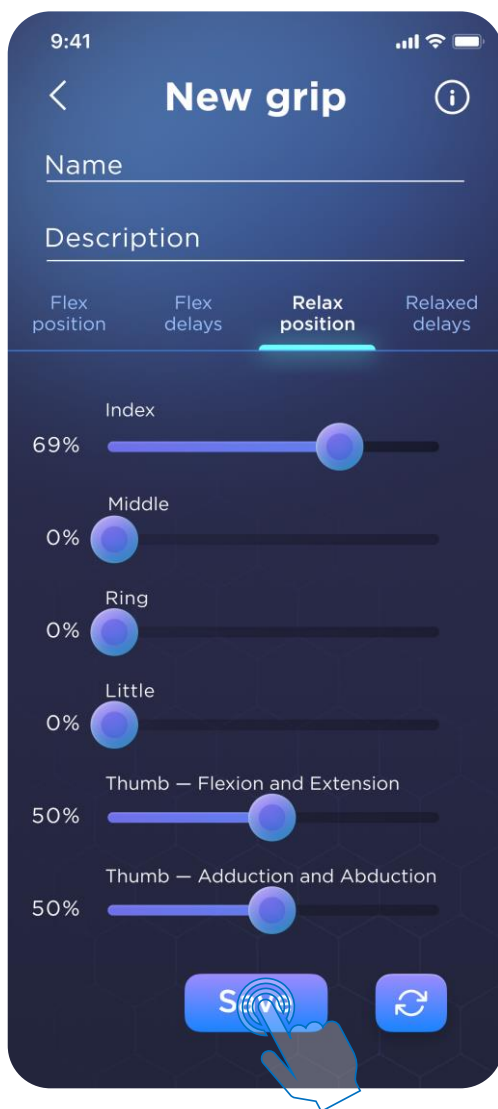 9:41
New grip
Name
Description
Flex position
Flex delays
Relax position
Relaxed delays
Index
69%
Middle
0%
Ring
0%
Little
0%
Thumb — Flexion and Extension
50%
Thumb — Adduction and Abduction
50%
Save